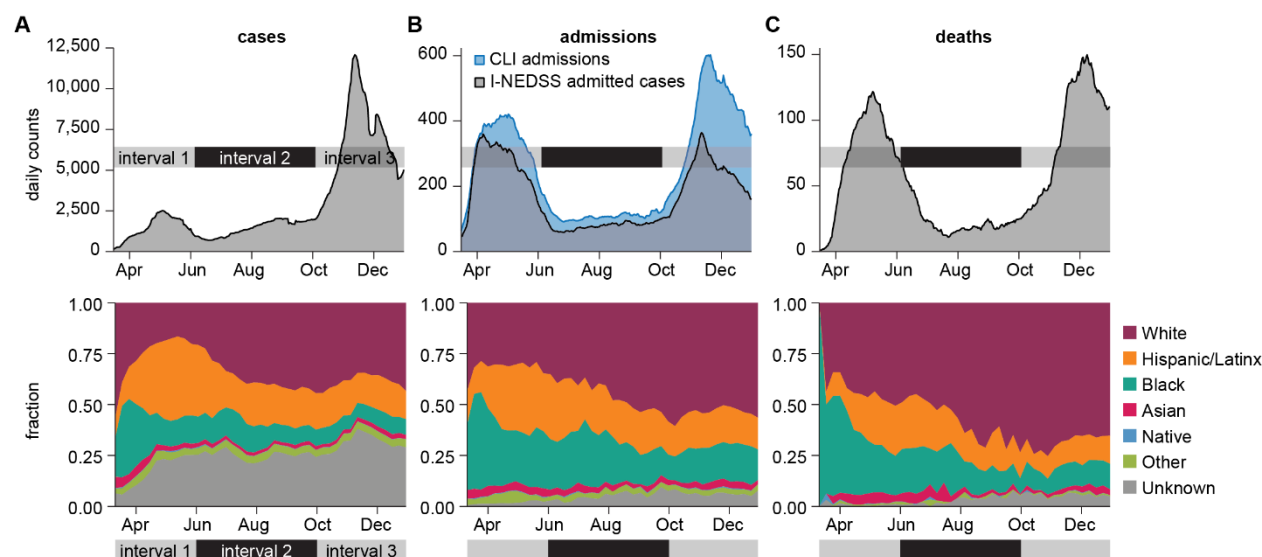 A
cases
12,500
10,000
7,500
5,000
2,500
0
daily counts
interval 1
interval 2
interval 3
Apr
Jun
Aug
Oct
Dec
B
admissions
CLI admissions
I-NEDSS admitted cases
600
400
200
0
Apr
Jun
Aug
Oct
Dec
C
deaths
150
100
50
0
Apr
Jun
Aug
Oct
Dec
1.00
0.75
0.50
0.25
0.00
fraction
Apr
Jun
Aug
Oct
Dec
interval 1
interval 2
interval 3
1.00
0.75
0.50
0.25
0.00
Apr
Jun
Aug
Oct
Dec
1.00
0.75
0.50
0.25
0.00
Apr
Jun
Aug
Oct
Dec
White
Hispanic/Latinx
Black
Asian
Native
Other
Unknown